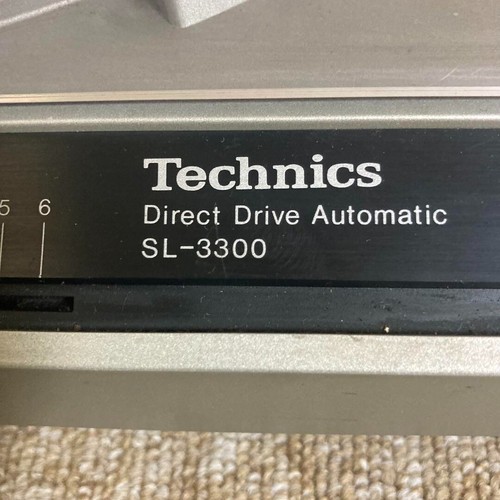 Technics
Direct Drive Automatic
SL-3300
5 6